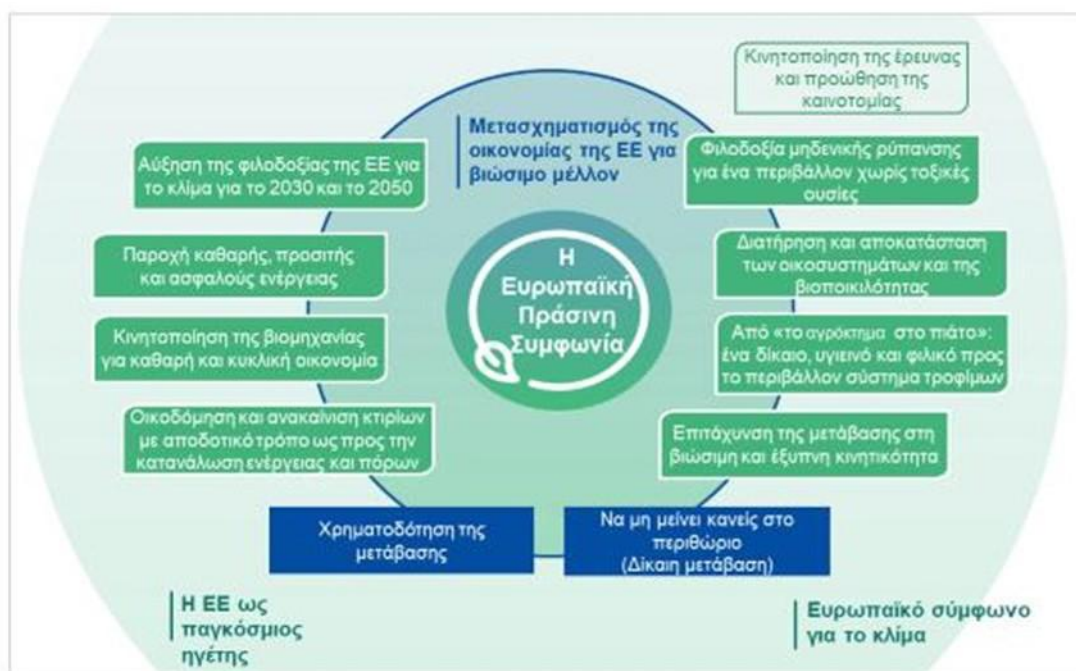 Κινητοποίηση της έρευνας
και προώθηση της
καινοτομίας
Μετασχηματισμός της
οικονομίας της ΕΕ για
βιώσιμο μέλλον
Αύξηση της φιλοδοξίας της ΕΕ για
το κλίμα για το 2030 και το 2050
Φιλοδοξία μηδενικής ρύπανσης
για ένα περιβάλλον χωρίς τοξικές
ουσίες
Παροχή καθαρής, προσιτής
και ασφαλούς ενέργειας
Η
Ευρωπαϊκή
Πράσινη
Συμφωνία
Διατήρηση και αποκατάσταση
των οικοσυστημάτων και της
βιοποικιλότητας
Κινητοποίηση της βιομηχανίας
για καθαρή και κυκλική οικονομία
Από «το αγρόκτημα στο πιάτο»:
ένα δίκαιο, υγιεινό και φιλικό προς
το περιβάλλον σύστημα τροφίμων
Οικοδόμηση και ανακαίνιση κτιρίων
με αποδοτικό τρόπο ως προς την
κατανάλωση ενέργειας και πόρων
Επιτάχυνση της μετάβασης στη
βιώσιμη και έξυπνη κινητικότητα
Χρηματοδότηση της
μετάβασης
Να μη μείνει κανείς στο
περιθώριο
(Δίκαιη μετάβαση)
Η ΕΕ ως
παγκόσμιος
ηγέτης
Ευρωπαϊκό σύμφωνο
για το κλίμα